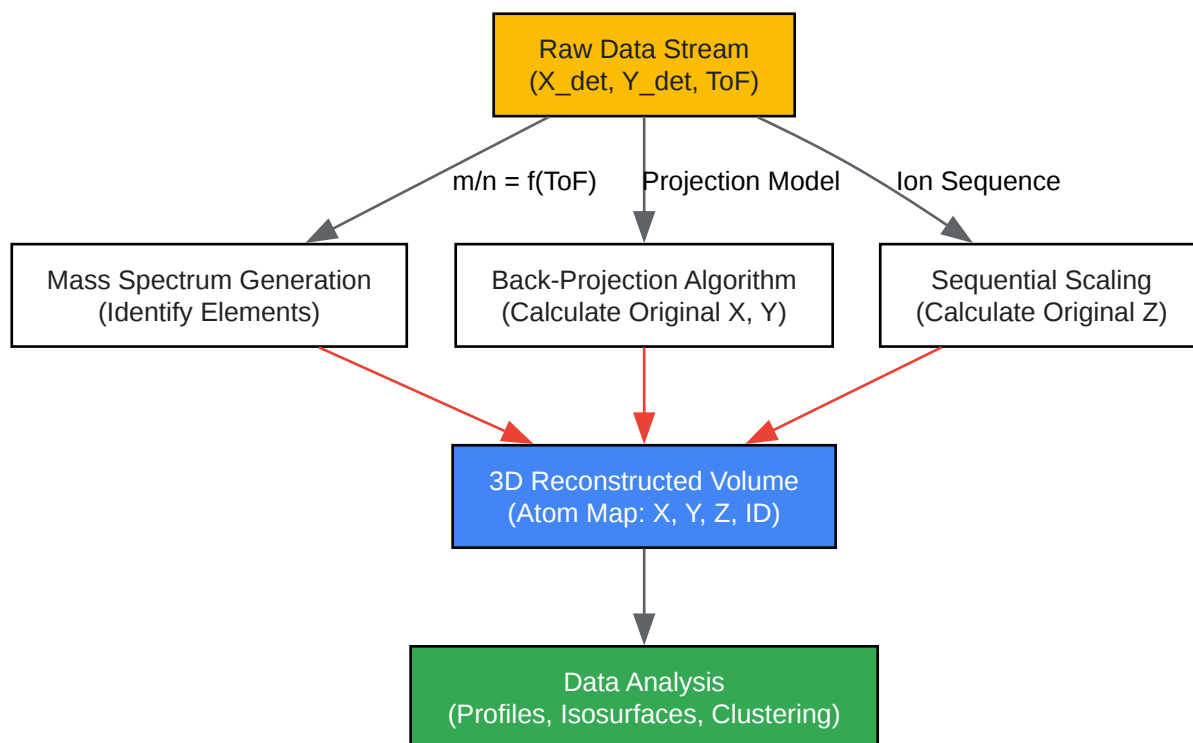 Raw Data Stream
(X_det, Y_det, ToF)
m/n = f(ToF)
Projection Model
Ion Sequence
Mass Spectrum Generation
(Identify Elements)
Back-Projection Algorithm
(Calculate Original X, Y)
Sequential Scaling
(Calculate Original Z)
3D Reconstructed Volume
(Atom Map: X, Y, Z, ID)
Data Analysis
(Profiles, Isosurfaces, Clustering)